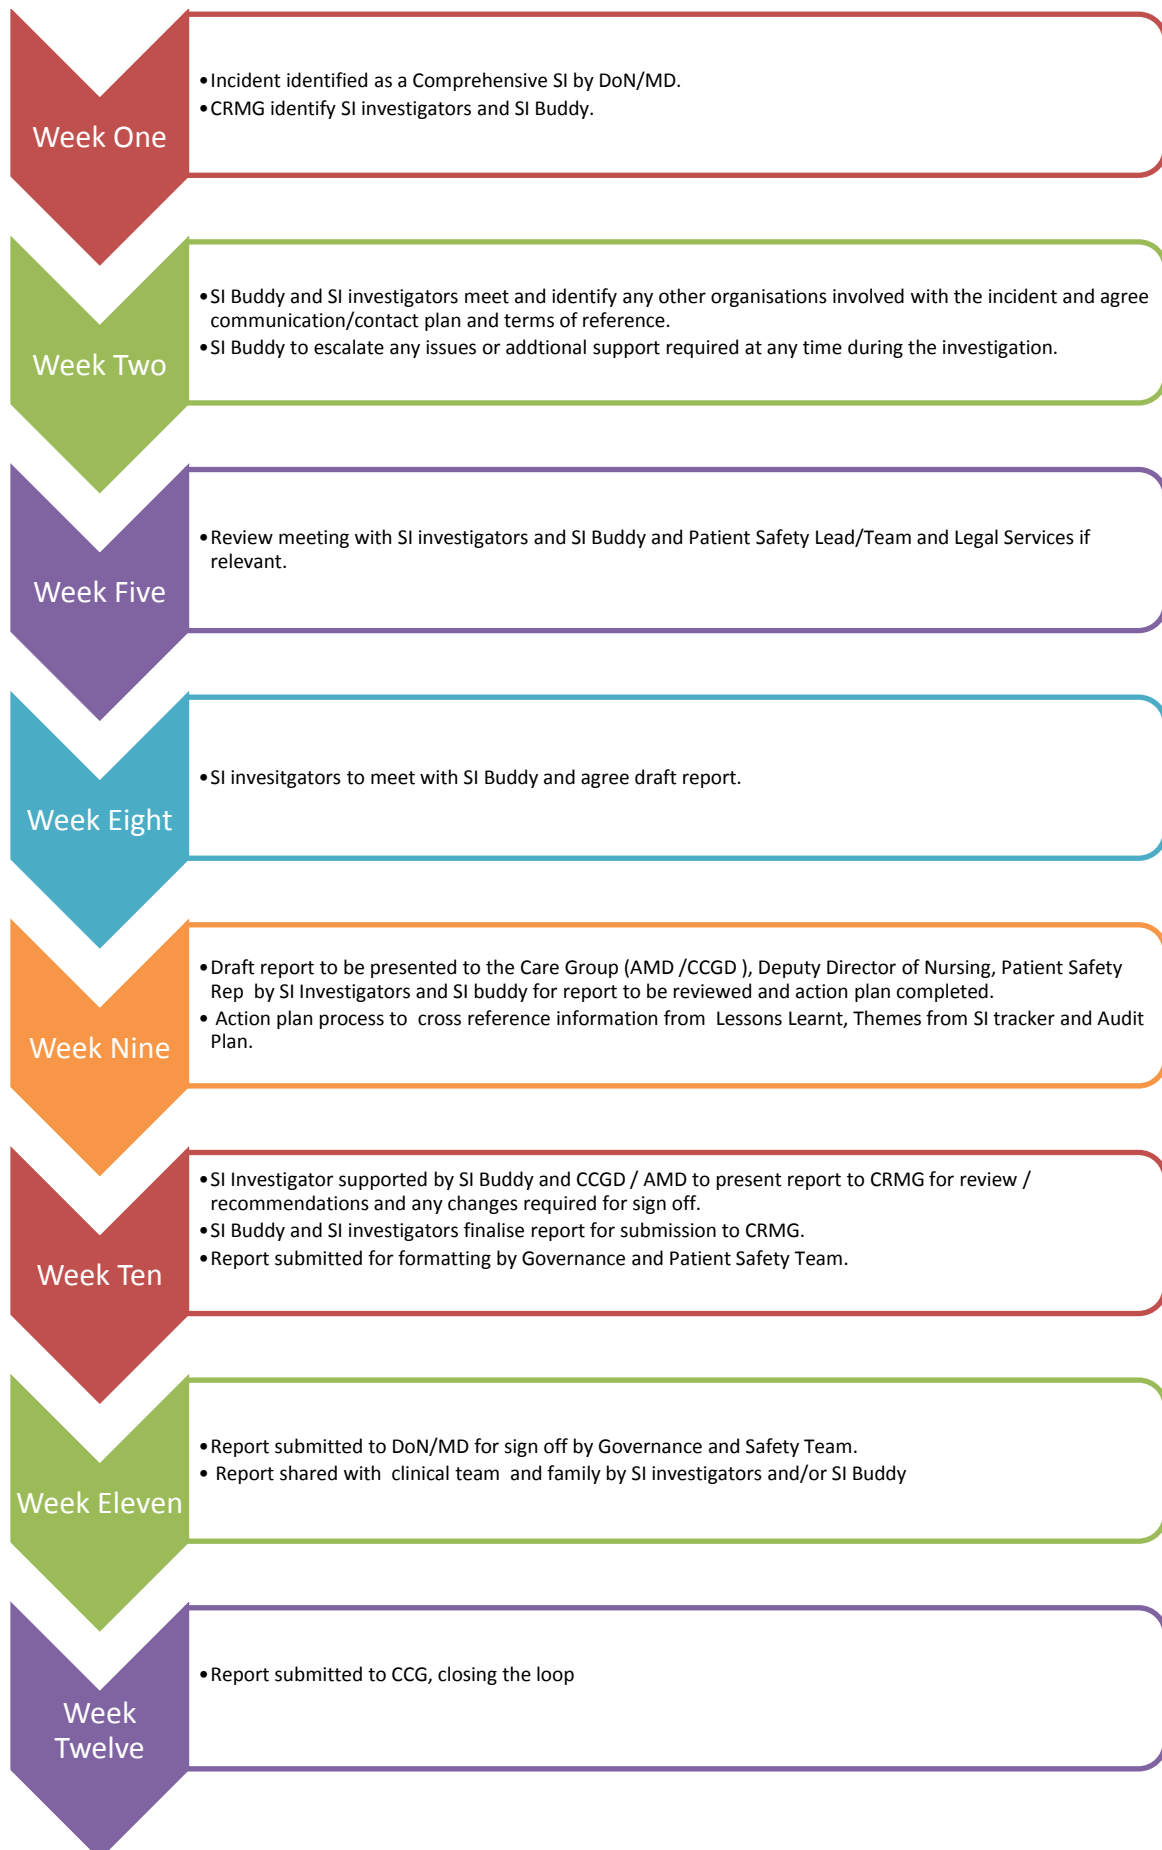 Week One
•Incident identified as a Comprehensive SI by DoN/MD.
•CRMG identify SI investigators and SI Buddy.
Week Two
•SI Buddy and SI investigators meet and identify any other organisations involved with the incident and agree
communication/contact plan and terms of reference.
•SI Buddy to escalate any issues or addtional support required at any time during the investigation.
Week Five
•Review meeting with SI investigators and SI Buddy and Patient Safety Lead/Team and Legal Services if
relevant.
Week Eight
•SI invesitgators to meet with SI Buddy and agree draft report.
Week Nine
•Draft report to be presented to the Care Group (AMD /CCGD ), Deputy Director of Nursing, Patient Safety
Rep by SI Investigators and SI buddy for report to be reviewed and action plan completed.
• Action plan process to cross reference information from Lessons Learnt, Themes from SI tracker and Audit
Plan.
Week Ten
•SI Investigator supported by SI Buddy and CCGD / AMD to present report to CRMG for review /
recommendations and any changes required for sign off.
•SI Buddy and SI investigators finalise report for submission to CRMG.
•Report submitted for formatting by Governance and Patient Safety Team.
Week Eleven
•Report submitted to DoN/MD for sign off by Governance and Safety Team.
• Report shared with clinical team and family by SI investigators and/or SI Buddy
Week
Twelve
•Report submitted to CCG, closing the loop